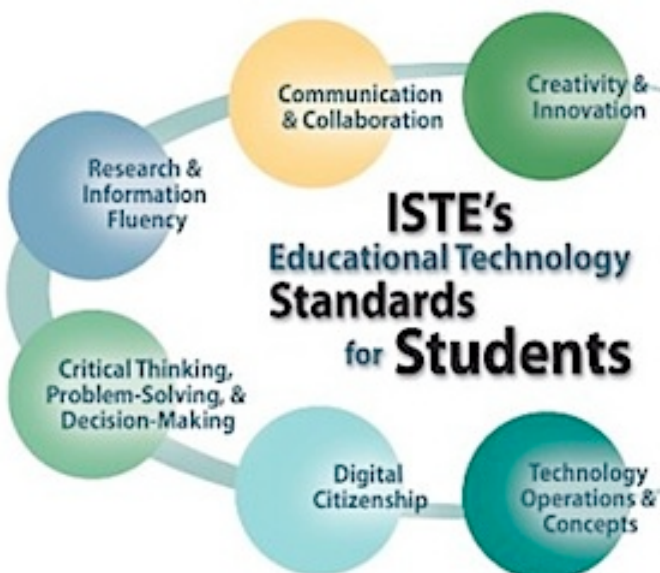 Communication
& Collaboration
Creativity &
Innovation
Research &
Information
Fluency
ISTE's
Educational Technology
Standards
for Students
Critical Thinking,
Problem-Solving, &
Decision-Making
Digital
Citizenship
Technology
Operations &
Concepts